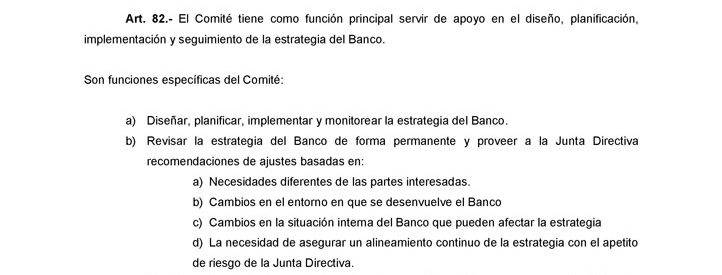 Art. 82.- El Comité tiene como función principal servir de apoyo en el diseño, planificación,
implementación y seguimiento de la estrategia del Banco.
Son funciones específicas del Comité:
a) Diseñar, planificar, implementar y monitorear la estrategia del Banco.
b) Revisar la estrategia del Banco de forma permanente y proveer a la Junta Directiva
recomendaciones de ajustes basadas en:
a) Necesidades diferentes de las partes interesadas.
b) Cambios en el entorno en que se desenvuelve el Banco
c) Cambios en la situación interna del Banco que pueden afectar la estrategia
d) La necesidad de asegurar un alineamiento continuo de la estrategia con el apetito
de riesgo de la Junta Directiva.